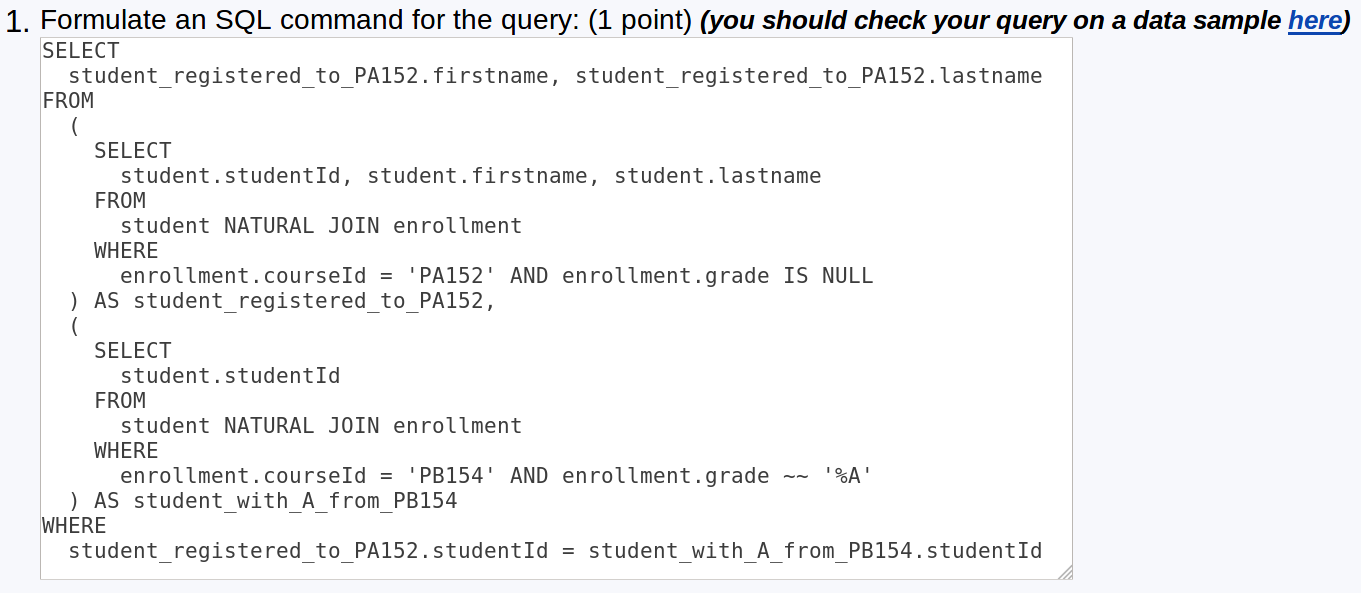 1. Formulate an SQL command for the query: (1 point) (you should check your query on a data sample here)
SELECT
  student_registered_to_PA152.firstname, student_registered_to_PA152.lastname
FROM
  (
    SELECT
      student.studentId, student.firstname, student.lastname
    FROM
      student NATURAL JOIN enrollment
    WHERE
      enrollment.courseId = 'PA152' AND enrollment.grade IS NULL
  ) AS student_registered_to_PA152,
  (
    SELECT
      student.studentId
    FROM
      student NATURAL JOIN enrollment
    WHERE
      enrollment.courseId = 'PB154' AND enrollment.grade ~~ '%A'
  ) AS student_with_A_from_PB154
WHERE
  student_registered_to_PA152.studentId = student_with_A_from_PB154.studentId